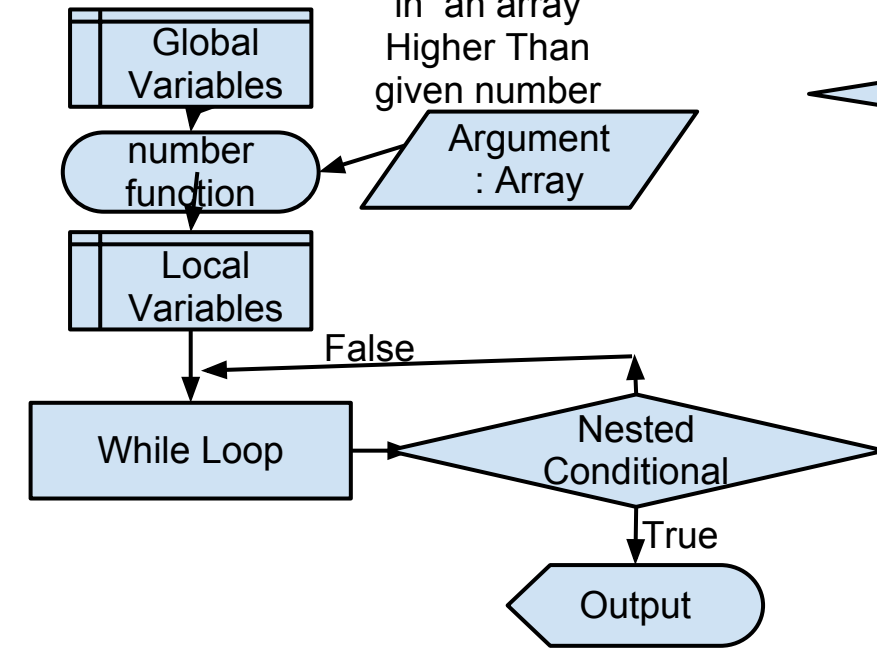 in an array
Higher Than
given number
Global
Variables
number
function
Argument
: Array
Local
Variables
False
While Loop
Nested
Conditional
True
Output